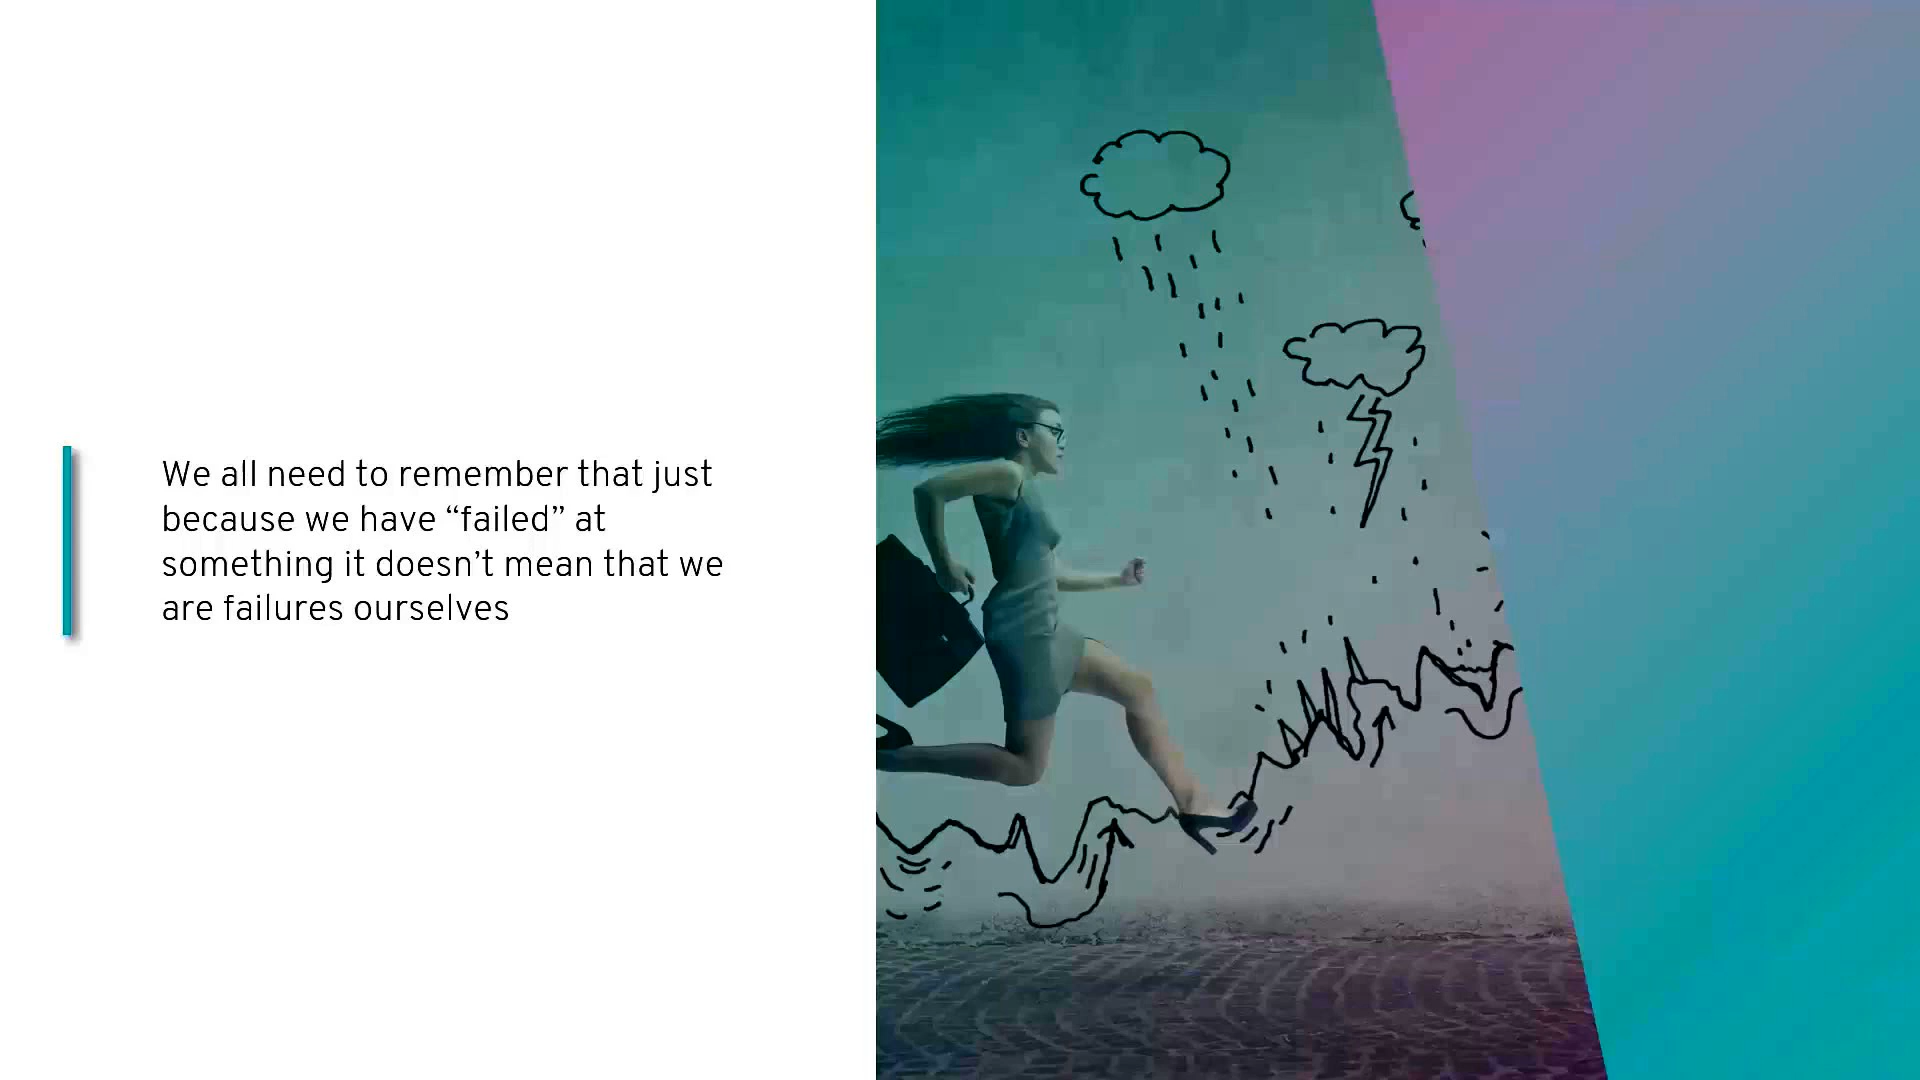 We all need to remember that just
because we have “failed” at
something it doesn’t mean that we
are failures ourselves